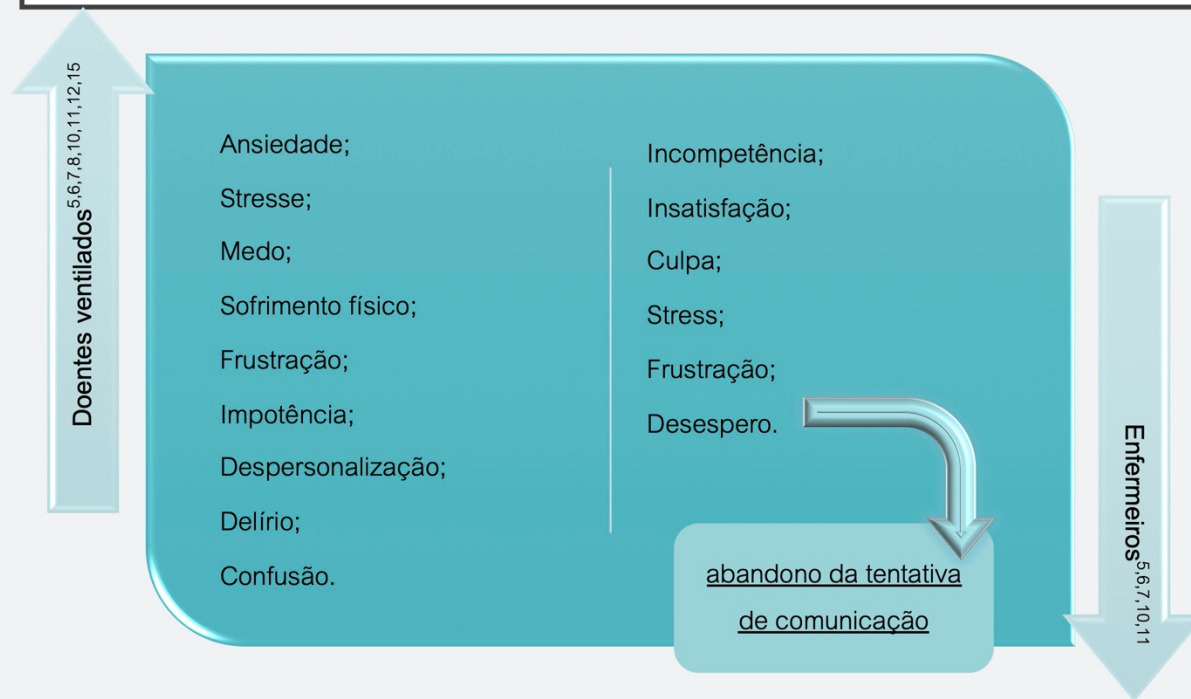 Doentes ventilados5,6,7,8,10,11,12,15
Ansiedade;
Stresse;
Medo;
Sofrimento físico;
Frustração;
Impotência;
Despersonalização;
Delírio;
Confusão.
Incompetência;
Insatisfação;
Culpa;
Stress;
Frustração;
Desespero.
abandono da tentativa
de comunicação
Enfermeiros5,6,7,10,11